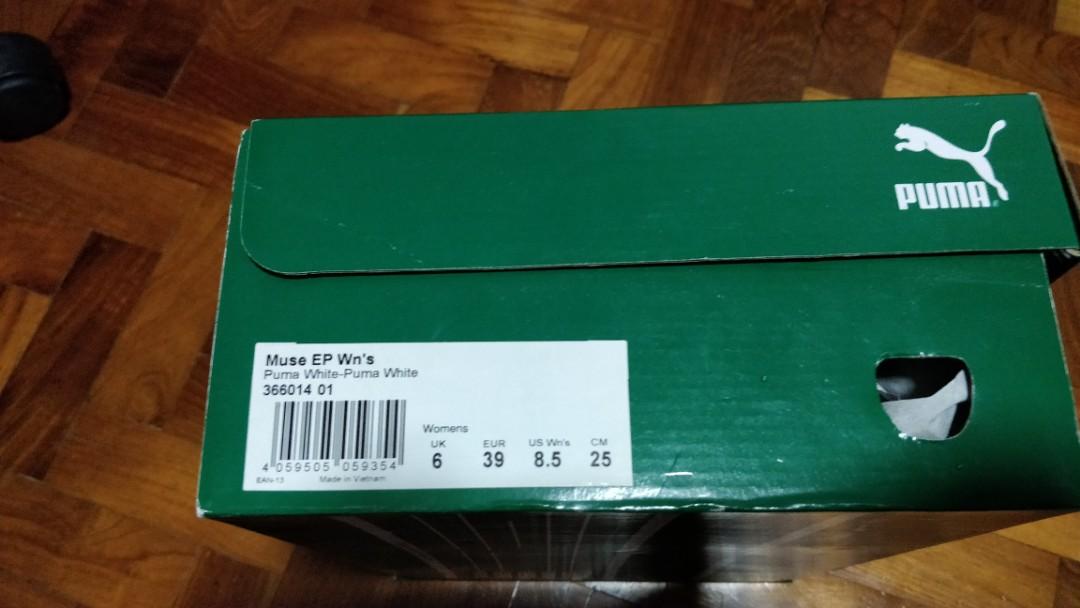 PUMA
Muse EP Wn's
Puma White-Puma White
366014 01
4 059505 059354
EAN-13 Made in Vietnam
Womens
UK EUR US Wn's CM
6 39 8.5 25